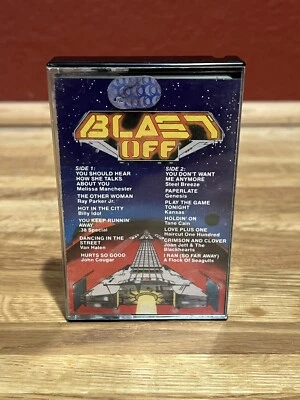 BLAST
OFF
SIDE 1:
YOU SHOULD HEAR
HOW SHE TALKS
ABOUT YOU
Melissa Manchester
THE OTHER WOMAN
Ray Parker Jr.
HOT IN THE CITY
Billy Idol
YOU KEEP RUNNIN'
AWAY
.38 Special
DANCING IN THE
STREET
Van Halen
HURTS SO GOOD
John Cougar
SIDE 2:
YOU DON'T WANT
ME ANYMORE
Steel Breeze
PAPERLATE
Genesis
PLAY THE GAME
TONIGHT
Kansas
HOLDIN' ON
Tane Cain
LOVE PLUS ONE
Haircut One Hundred
CRIMSON AND CLOVER
Joan Jett & The
Blackhearts
I RAN (SO FAR AWAY)
A Flock Of Seagulls